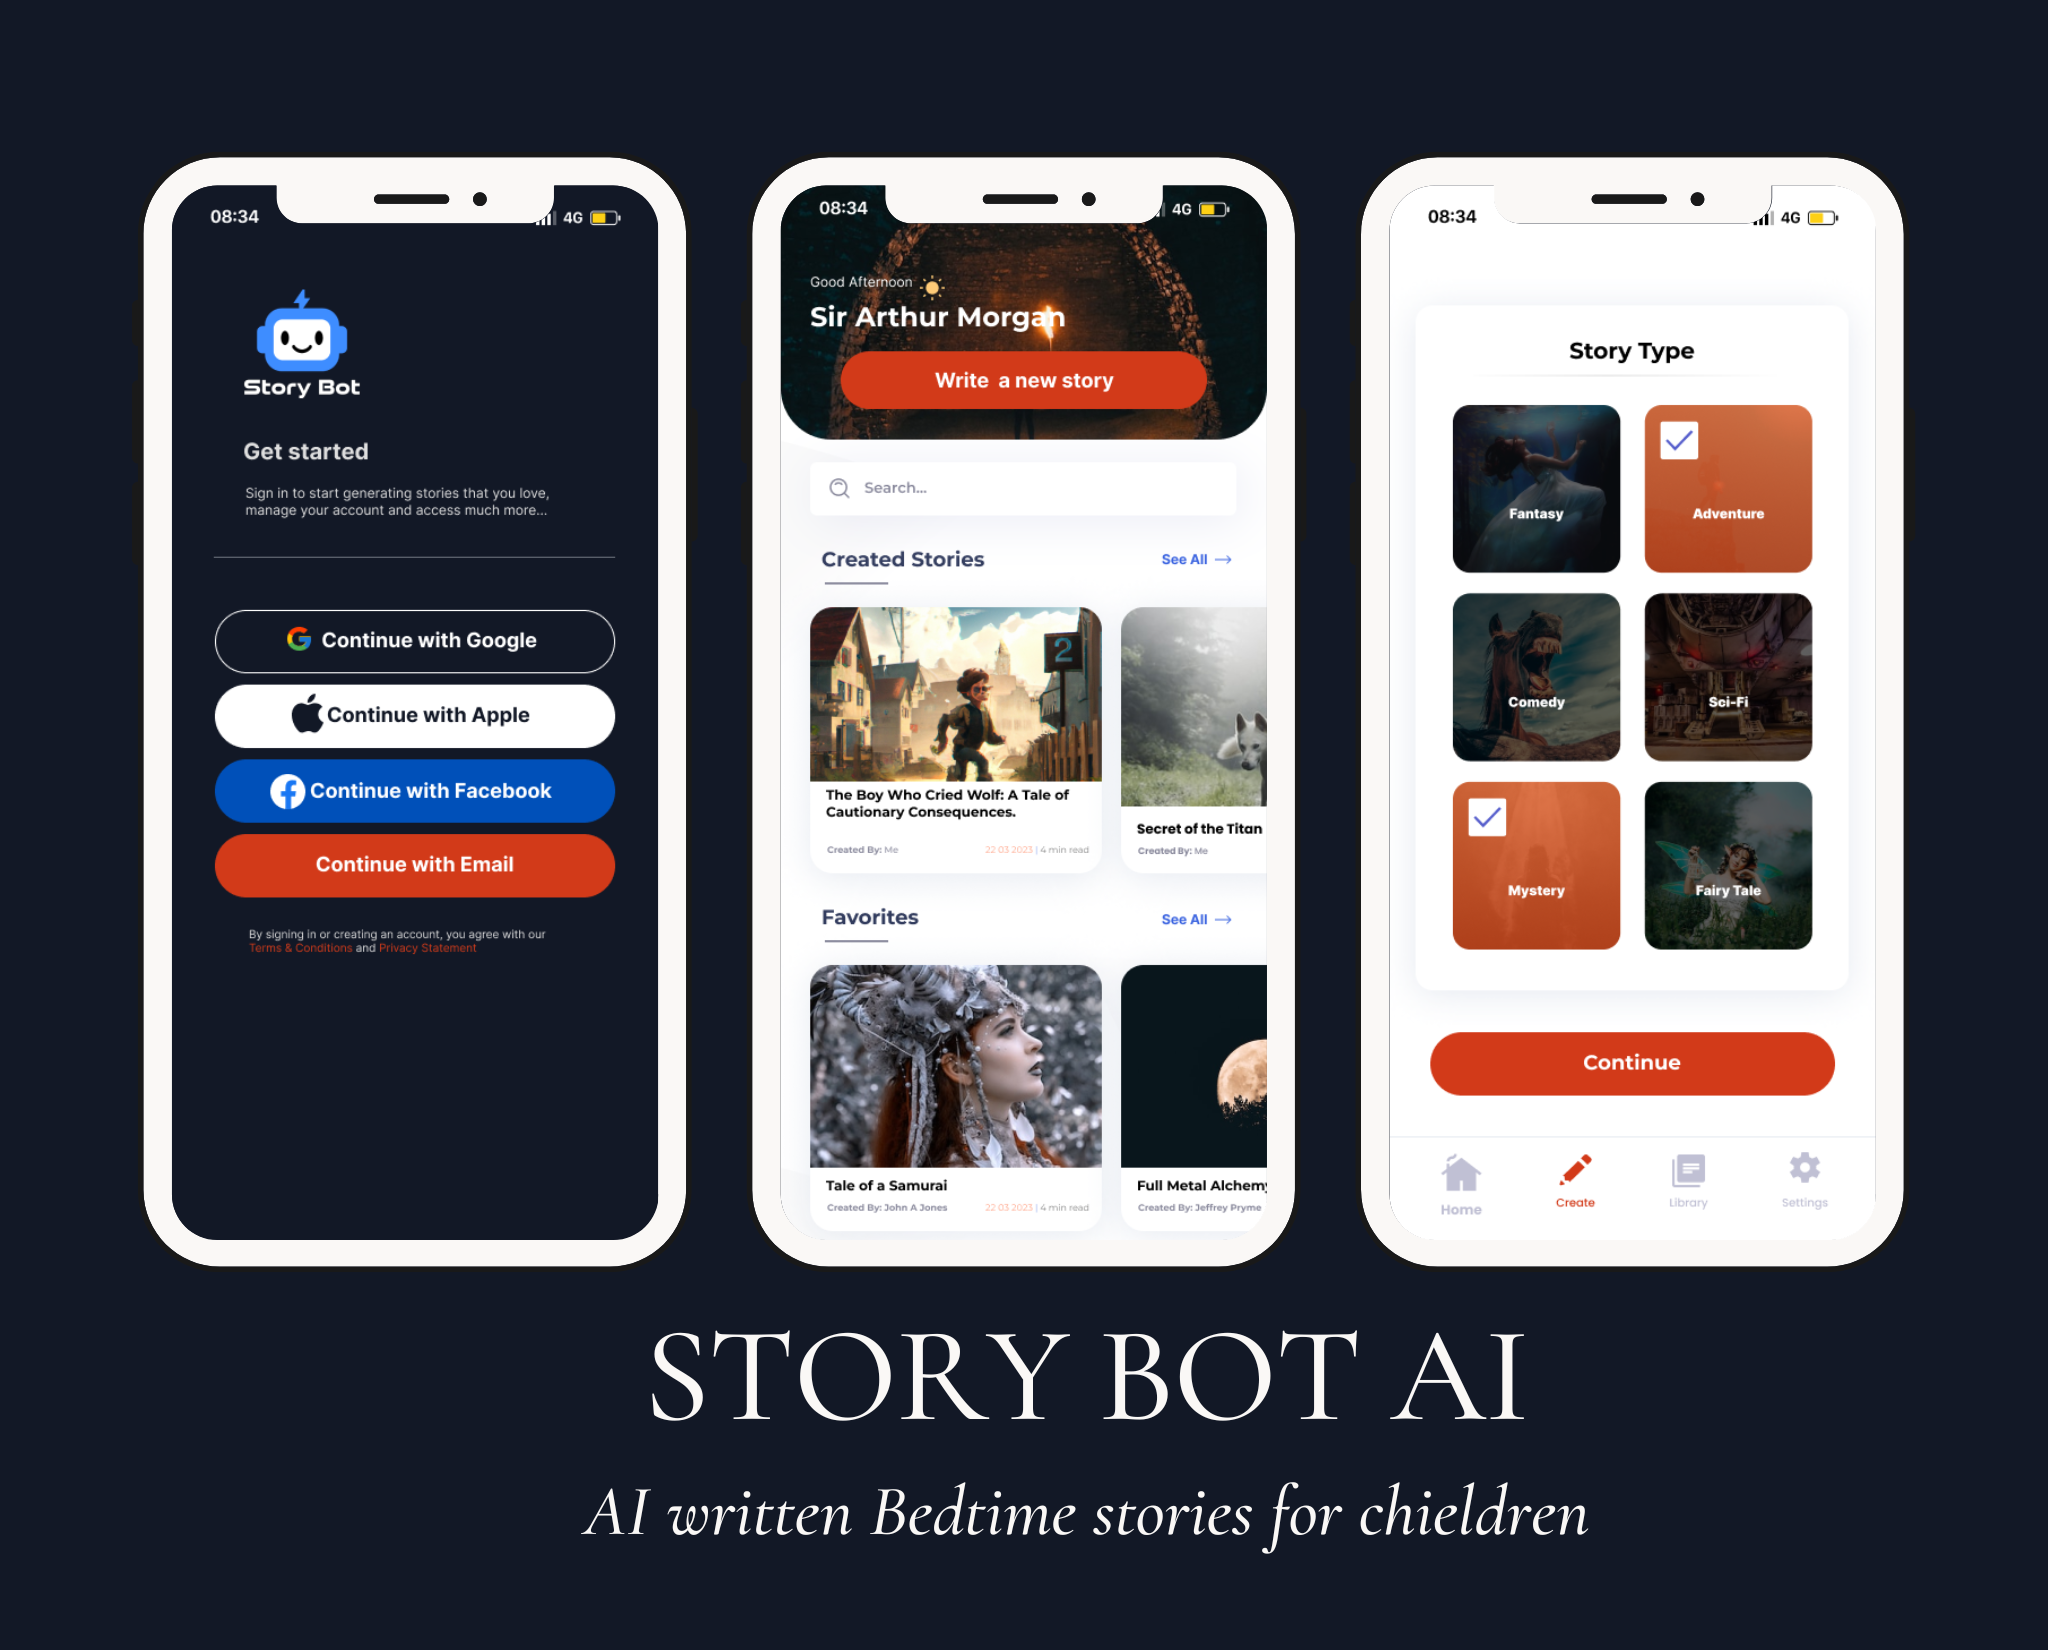 08:34
4G
Story Bot
Get started
Sign in to start generating stories that you love,
manage your account and access much more...
Continue with Google
Continue with Apple
Continue with Facebook
Continue with Email
By signing in or creating an account, you agree with our
Terms & Conditions and Privacy Statement
08:34
4G
Good Afternoon
Sir Arthur Morgan
Write a new story
Search...
Created Stories
See All
2
The Boy Who Cried Wolf: A Tale of
Cautionary Consequences.
Created By: Me
22 03 2023 | 4 min read
Secret of the Titan
Created By: Me
Favorites
See All
Tale of a Samurai
Created By: John A Jones
22 03 2023 | 4 min read
Full Metal Alchemy
Created By: Jeffrey Pryme
08:34
4G
Story Type
Fantasy
Adventure
Comedy
Sci-Fi
Mystery
Fairy Tale
Continue
Home
Create
Library
Settings
STORY BOT AI
AI written Bedtime stories for chieldren